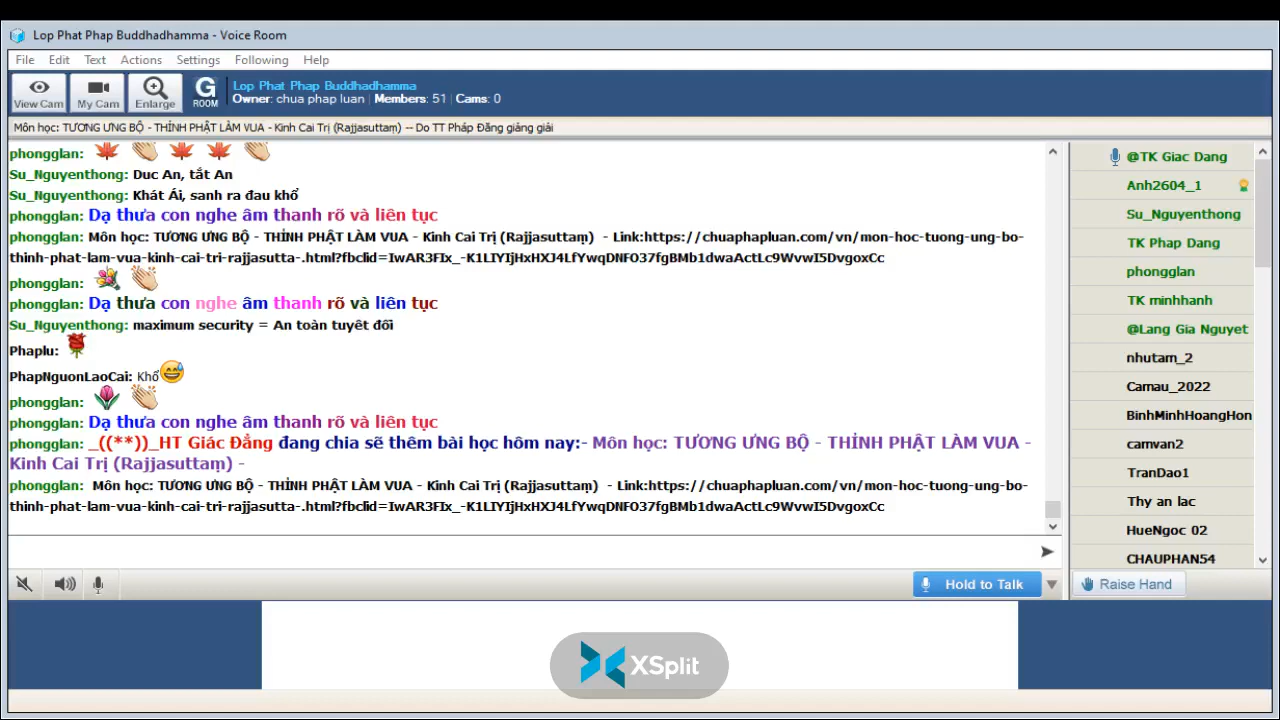 Lop Phat Phap Buddhadhamma - Voice Room
File Edit Text Actions Settings Following Help
View Cam My Cam Enlarge G ROOM
Lop Phat Phap Buddhadhamma
Owner: chua phap luan | Members: 51 | Cams: 0
Môn học: TƯƠNG ƯNG BỘ - THỈNH PHẬT LÀM VUA - Kinh Cai Trị (Rajjasuttaṃ) -- Do TT Pháp Đăng giảng giải
phongglan:
Su_Nguyenthong: Duc An, tắt An
Su_Nguyenthong: Khát Ái, sanh ra đau khổ
phongglan: Dạ thưa con nghe âm thanh rõ và liên tục
phongglan: Môn học: TƯƠNG ƯNG BỘ - THỈNH PHẬT LÀM VUA - Kinh Cai Trị (Rajjasuttaṃ) - Link:https://chuaphapluan.com/vn/mon-hoc-tuong-ung-bo-
thinh-phat-lam-vua-kinh-cai-tri-rajjasutta-.html?fbclid=IwAR3FIx_-K1LIYIjHxHXJ4LfYwqDNFO37fgBMb1dwaActLc9WvwI5DvgoxCc
phongglan:
phongglan: Dạ thưa con nghe âm thanh rõ và liên tục
Su_Nguyenthong: maximum security = An toàn tuyêt đối
Phaplu:
PhapNguonLaoCai: Khổ
phongglan:
phongglan: Dạ thưa con nghe âm thanh rõ và liên tục
phongglan: _((**))_HT Giác Đẳng đang chia sẽ thêm bài học hôm nay:- Môn học: TƯƠNG ƯNG BỘ - THỈNH PHẬT LÀM VUA -
Kinh Cai Trị (Rajjasuttaṃ) -
phongglan: Môn học: TƯƠNG ƯNG BỘ - THỈNH PHẬT LÀM VUA - Kinh Cai Trị (Rajjasuttaṃ) - Link:https://chuaphapluan.com/vn/mon-hoc-tuong-ung-bo-
thinh-phat-lam-vua-kinh-cai-tri-rajjasutta-.html?fbclid=IwAR3FIx_-K1LIYIjHxHXJ4LfYwqDNFO37fgBMb1dwaActLc9WvwI5DvgoxCc
@TK Giac Dang
Anh2604_1
Su_Nguyenthong
TK Phap Dang
phongglan
TK minhhanh
@Lang Gia Nguyet
nhutam_2
Camau_2022
BinhMinhHoangHon
camvan2
TranDao1
Thy an lac
HueNgoc 02
CHAUPHAN54
Hold to Talk
Raise Hand
XSplit